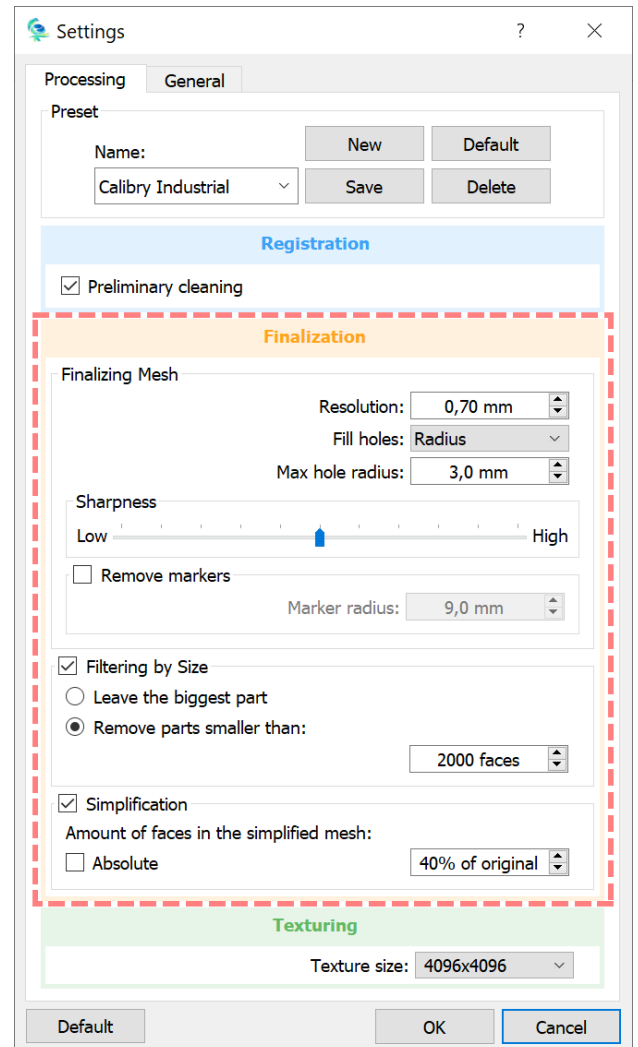 Settings
?
Processing General
Preset
Name:
New Default
Calibry Industrial Save Delete
Registration
Preliminary cleaning
Finalization
Finalizing Mesh
Resolution: 0,70 mm
Fill holes: Radius
Max hole radius: 3,0 mm
Sharpness
Low High
Remove markers
Marker radius: 9,0 mm
Filtering by Size
Leave the biggest part
Remove parts smaller than:
2000 faces
Simplification
Amount of faces in the simplified mesh:
Absolute 40% of original
Texturing
Texture size: 4096x4096
Default OK Cancel